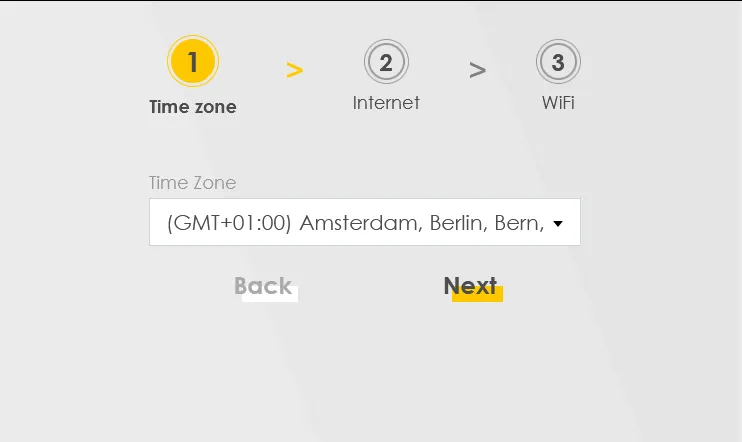 1 > 2 > 3
Time zone Internet WiFi
Time Zone
(GMT+01:00) Amsterdam, Berlin, Bern,
Back Next